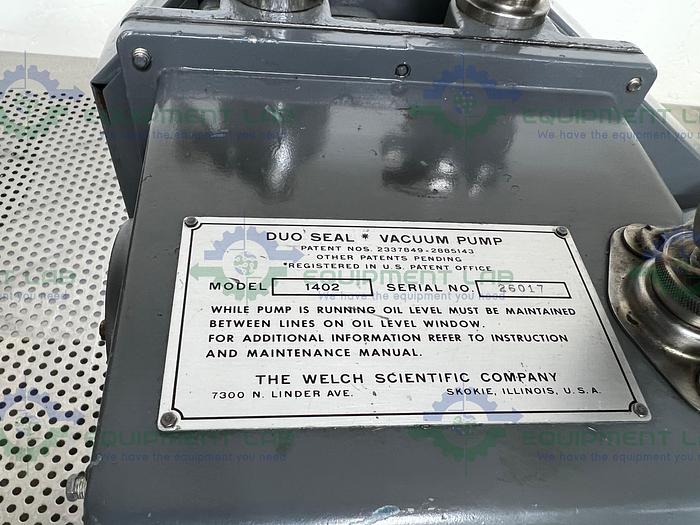 DUO SEAL * VACUUM PUMP
PATENT NOS. 2337849-2885143
OTHER PATENTS PENDING
*REGISTERED IN U.S. PATENT OFFICE
MODEL 1402 SERIAL NO. 26017
WHILE PUMP IS RUNNING OIL LEVEL MUST BE MAINTAINED
BETWEEN LINES ON OIL LEVEL WINDOW.
FOR ADDITIONAL INFORMATION REFER TO INSTRUCTION
AND MAINTENANCE MANUAL.
THE WELCH SCIENTIFIC COMPANY
7300 N. LINDER AVE. SKOKIE, ILLINOIS, U.S.A.
EQUIPMENT LAB
We have the equipment you need